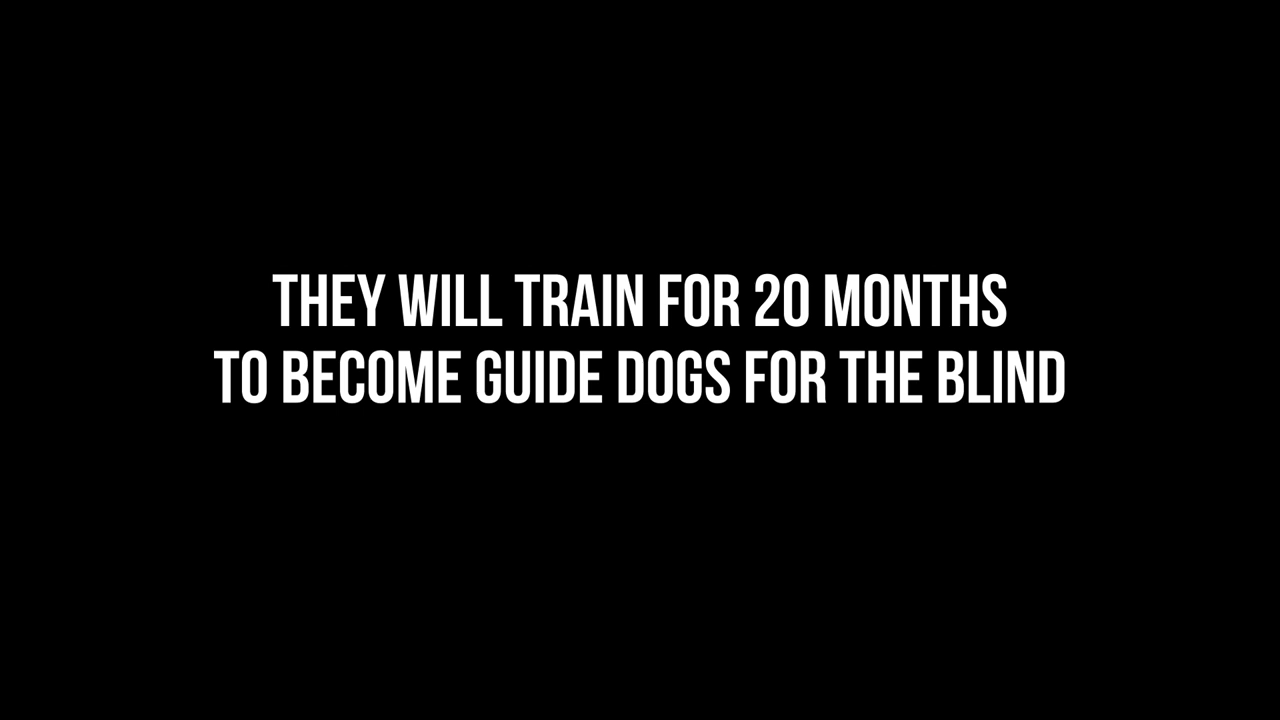 THEY WILL TRAIN FOR 20 MONTHS
TO BECOME GUIDE DOGS FOR THE BLIND